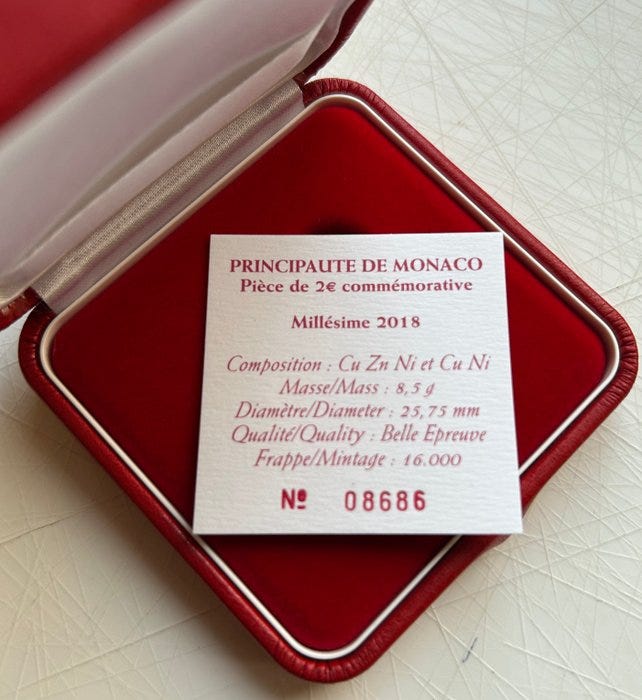 PRINCIPAUTE DE MONACO
Pièce de 2€ commémorative
Millésime 2018
Composition : Cu Zn Ni et Cu Ni
Masse/Mass : 8,5 g
Diamètre/Diameter : 25,75 mm
Qualité/Quality : Belle Epreuve
Frappe/Mintage : 16.000
Nº 08686